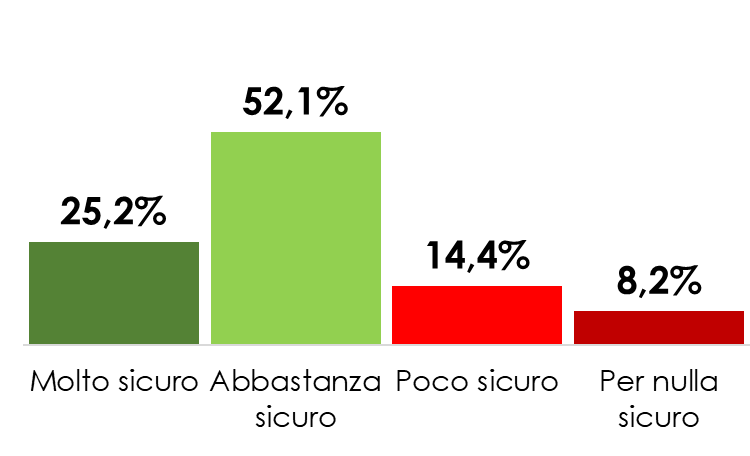 52,1%
25,2%
14,4%
8,2%
Molto sicuro
Abbastanza
sicuro
Poco sicuro
Per nulla
sicuro